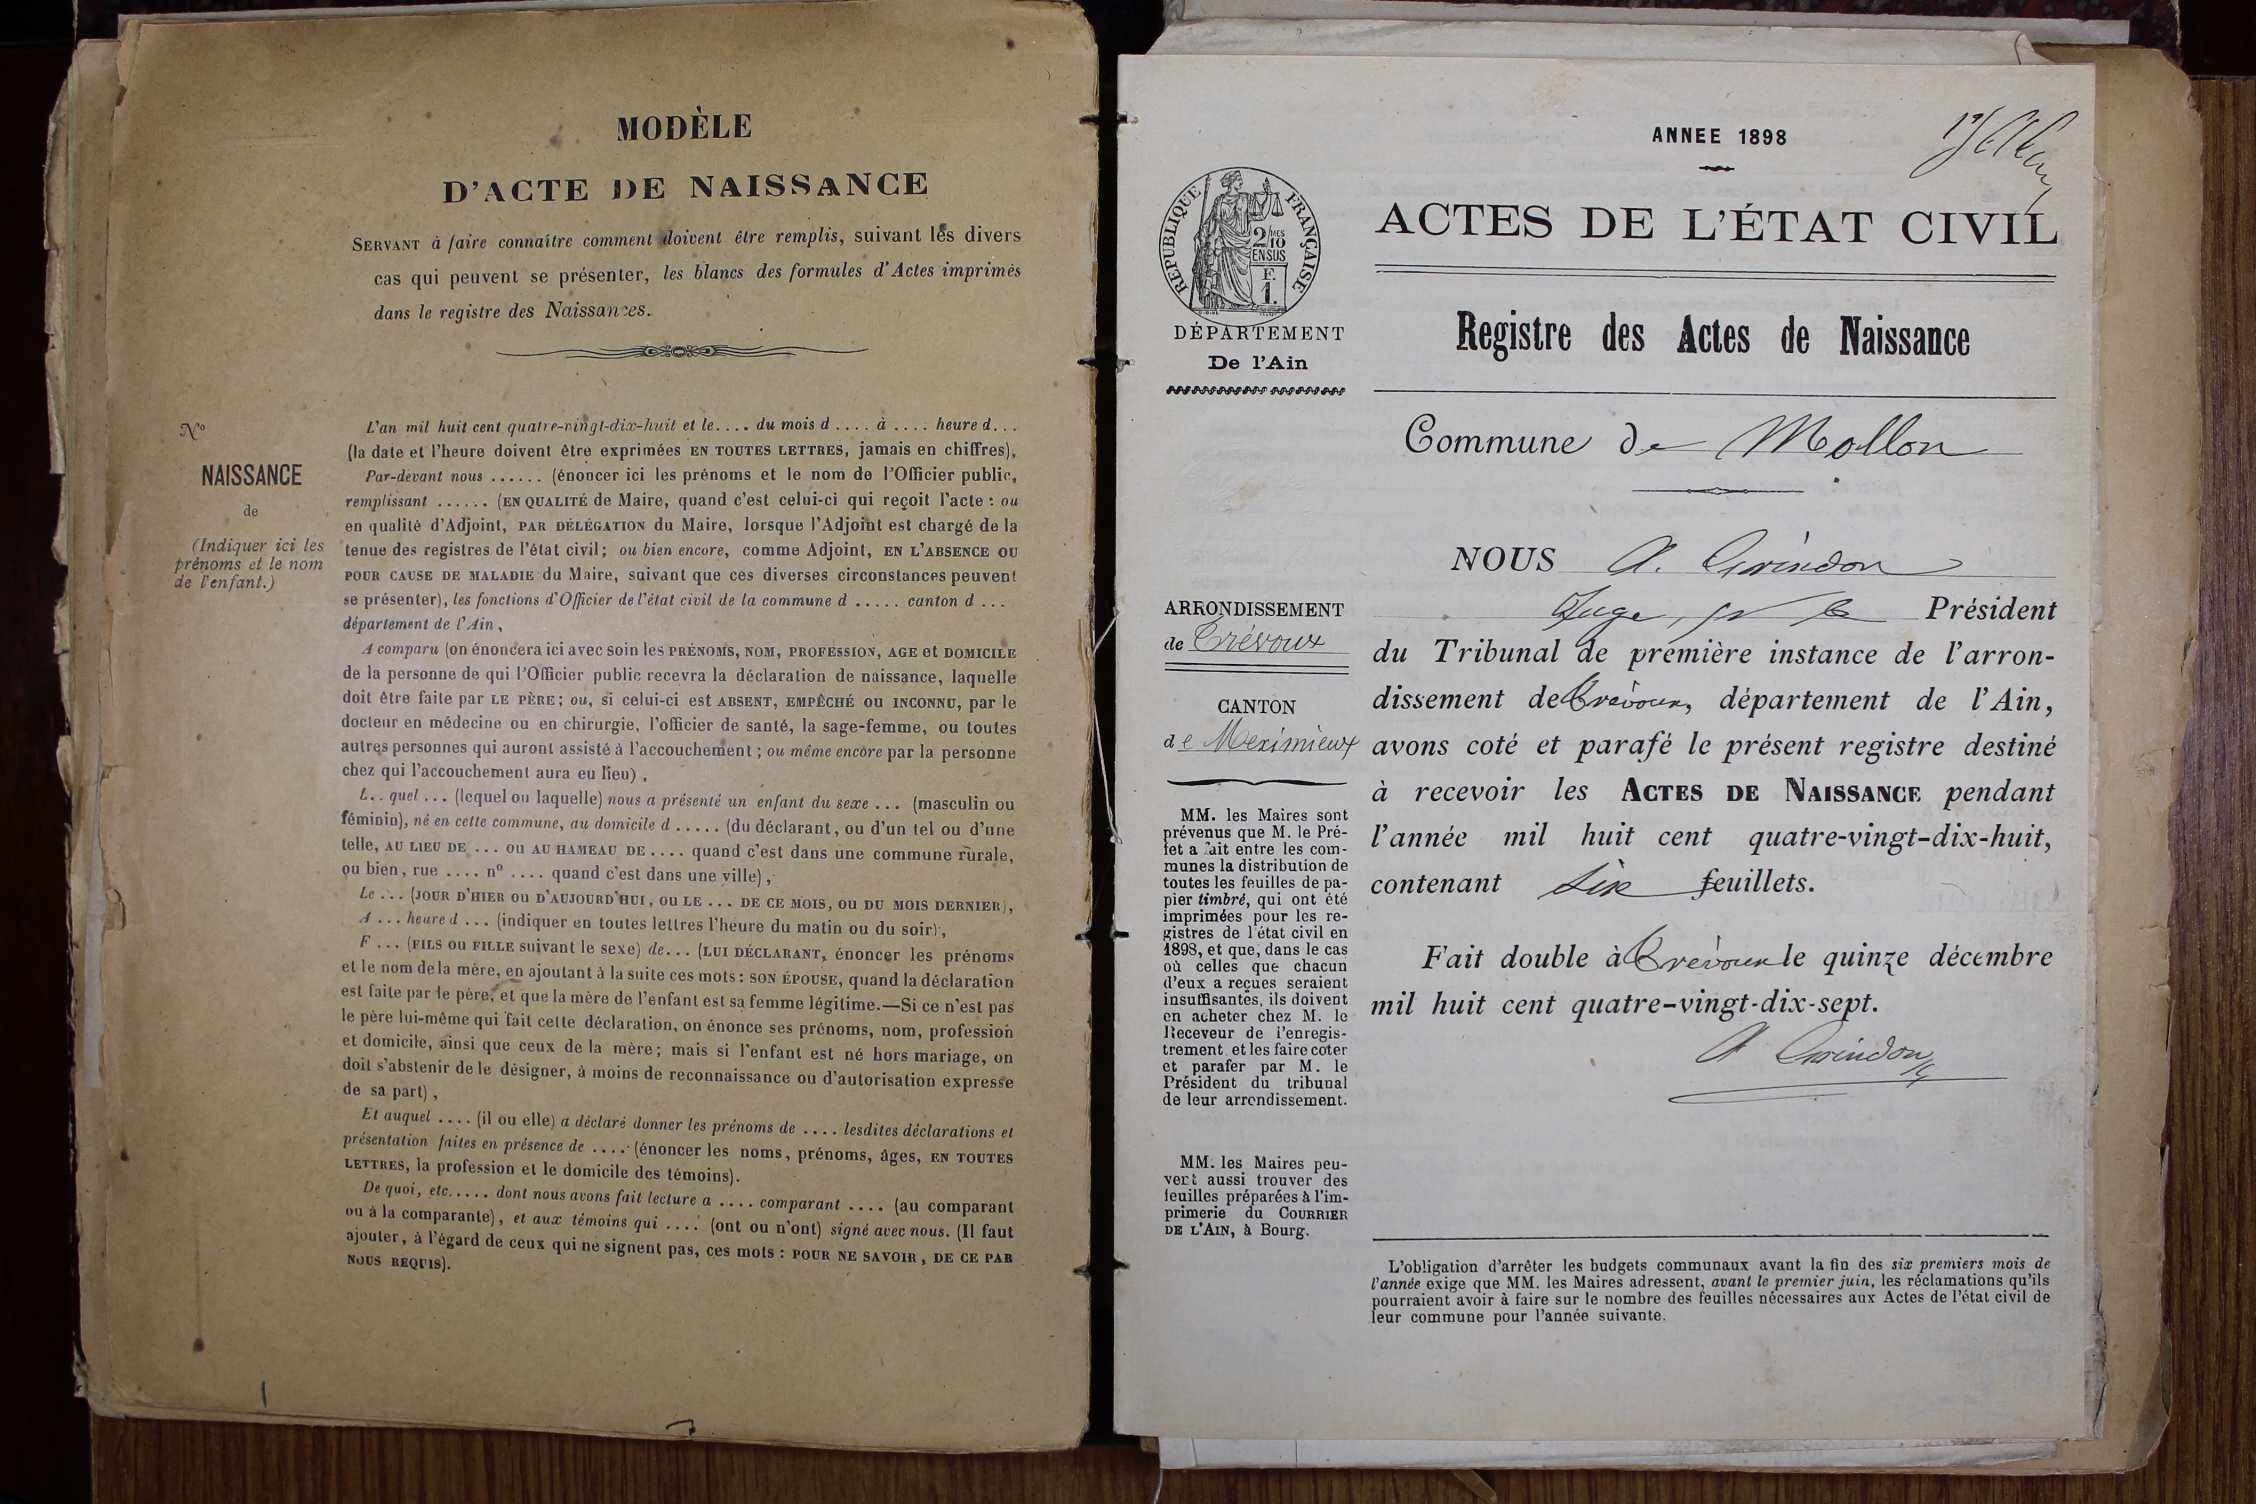 MODÈLE
D'ACTE DE NAISSANCE
SERVANT à faire connaître comment doivent être remplis, suivant les divers
cas qui peuvent se présenter, les blancs des formules d'Actes imprimés
dans le registre des Naissances.
N°
NAISSANCE
de
(Indiquer ici les
prénoms et le nom
de l'enfant.)
L'an mil huit cent quatre-vingt-dix-huit et le.... du mois d .... à .... heure d...
(la date et l'heure doivent être exprimées EN TOUTES LETTRES, jamais en chiffres),
Par-devant nous ...... (énoncer ici les prénoms et le nom de l'Officier public,
remplissant ...... (EN QUALITÉ de Maire, quand c'est celui-ci qui reçoit l'acte : ou
en qualité d'Adjoint, PAR DÉLÉGATION du Maire, lorsque l'Adjoint est chargé de la
tenue des registres de l'état civil; ou bien encore, comme Adjoint, EN L'ABSENCE OU
POUR CAUSE DE MALADIE du Maire, suivant que ces diverses circonstances peuvent
se présenter), les fonctions d'Officier de l'état civil de la commune d ..... canton d ...
département de l'Ain,
A comparu (on énoncera ici avec soin les PRÉNOMS, NOM, PROFESSION, AGE et DOMICILE
de la personne de qui l'Officier public recevra la déclaration de naissance, laquelle
doit être faite par LE PÈRE; ou, si celui-ci est ABSENT, EMPÊCHÉ OU INCONNU, par le
docteur en médecine ou en chirurgie, l'officier de santé, la sage-femme, ou toutes
autres personnes qui auront assisté à l'accouchement ; ou même encore par la personne
chez qui l'accouchement aura eu lieu),
L.. quel ... (lequel ou laquelle) nous a présenté un enfant du sexe ... (masculin ou
féminin), né en cette commune, au domicile d ..... (du déclarant, ou d'un tel ou d'une
telle, AU LIEU DE ... OU AU HAMEAU DE .... quand c'est dans une commune rurale,
ou bien, rue .... n° .... quand c'est dans une ville),
Le ... (JOUR D'HIER OU D'AUJOURD'HUI, OU LE ... DE CE MOIS, OU DU MOIS DERNIER),
A ... heure d ... (indiquer en toutes lettres l'heure du matin ou du soir),
F ... (FILS OU FILLE suivant le sexe) de... (LUI DÉCLARANT, énoncer les prénoms
et le nom de la mère, en ajoutant à la suite ces mots : SON ÉPOUSE, quand la déclaration
est faite par le père, et que la mère de l'enfant est sa femme légitime.—Si ce n'est pas
le père lui-même qui fait cette déclaration, on énonce ses prénoms, nom, profession
et domicile, ainsi que ceux de la mère; mais si l'enfant est né hors mariage, on
doit s'abstenir de le désigner, à moins de reconnaissance ou d'autorisation expresse
de sa part),
Et auquel .... (il ou elle) a déclaré donner les prénoms de .... lesdites déclarations et
présentation faites en présence de .... (énoncer les noms, prénoms, âges, EN TOUTES
LETTRES, la profession et le domicile des témoins).
De quoi, etc..... dont nous avons fait lecture a .... comparant .... (au comparant
ou à la comparante), et aux témoins qui .... (ont ou n'ont) signé avec nous. (Il faut
ajouter, à l'égard de ceux qui ne signent pas, ces mots : POUR NE SAVOIR, DE CE PAR
NOUS REQUIS).
ANNEE 1898
RÉPUBLIQUE FRANÇAISE
2/10 MES
EN SUS
F.
1.
DÉPARTEMENT
De l'Ain
ARRONDISSEMENT
de Trévoux
CANTON
de Meximieux
MM. les Maires sont
prévenus que M. le Pré-
fet a fait entre les com-
munes la distribution de
toutes les feuilles de pa-
pier timbré, qui ont été
imprimées pour les re-
gistres de l'état civil en
1898, et que, dans le cas
où celles que chacun
d'eux a reçues seraient
insuffisantes, ils doivent
en acheter chez M. le
Receveur de l'enregis-
trement et les faire coter
et parafer par M. le
Président du tribunal
de leur arrondissement.
MM. les Maires peu-
vent aussi trouver des
feuilles préparées à l'im-
primerie du COURRIER
DE L'AIN, à Bourg.
ACTES DE L'ÉTAT CIVIL
Registre des Actes de Naissance
Commune de Mollon
NOUS A. Grindon
Juge, pr le Président
du Tribunal de première instance de l'arron-
dissement de Trévoux, département de l'Ain,
avons coté et parafé le présent registre destiné
à recevoir les ACTES DE NAISSANCE pendant
l'année mil huit cent quatre-vingt-dix-huit,
contenant Six feuillets.
Fait double à Trévoux le quinze décembre
mil huit cent quatre-vingt-dix-sept.
A Grindon
L'obligation d'arrêter les budgets communaux avant la fin des six premiers mois de
l'année exige que MM. les Maires adressent, avant le premier juin, les réclamations qu'ils
pourraient avoir à faire sur le nombre des feuilles nécessaires aux Actes de l'état civil de
leur commune pour l'année suivante.